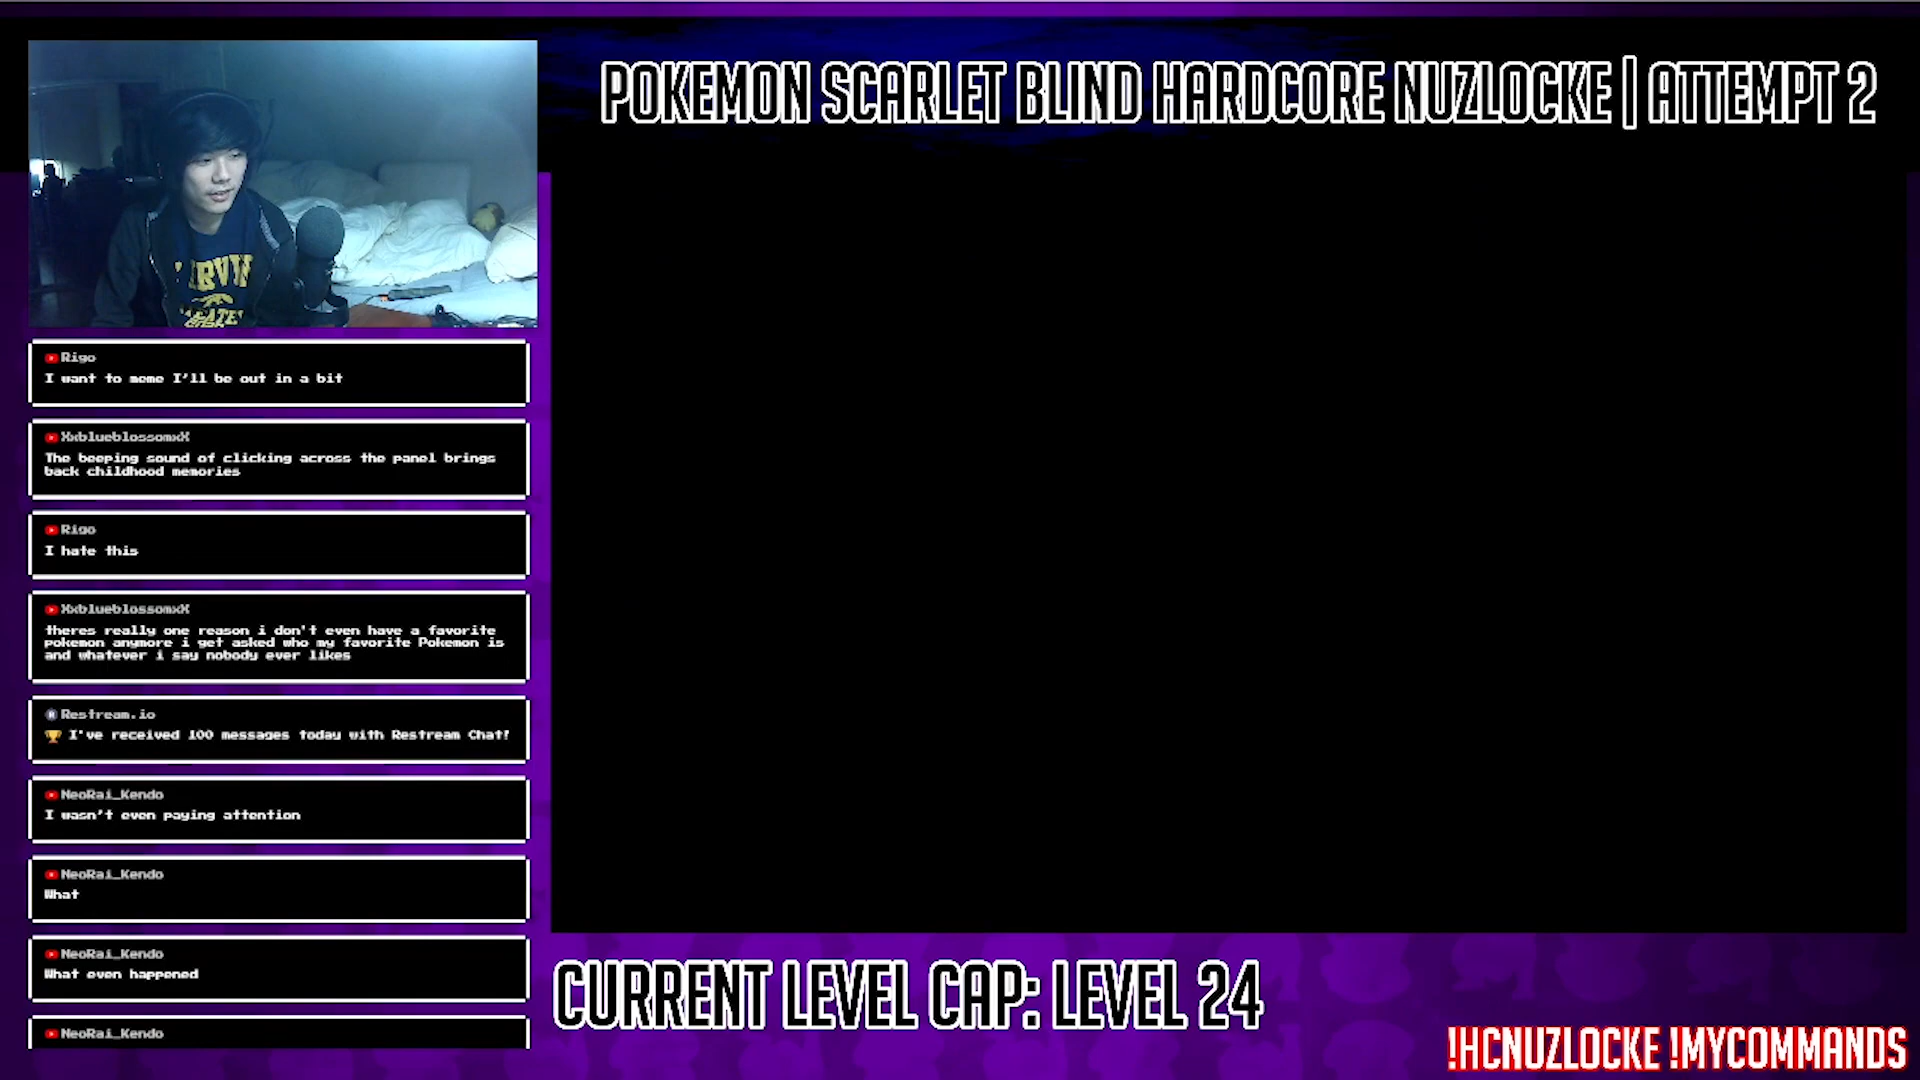 POKEMON SCARLET BLIND HARDCORE NUZLOCKE | ATTEMPT 2
Rigo
I want to meme I'll be out in a bit
XxblueblossomxX
The beeping sound of clicking across the panel brings
back childhood memories
Rigo
I hate this
XxblueblossomxX
theres really one reason i don't even have a favorite
pokemon anymore i get asked who my favorite Pokemon is
and whatever i say nobody ever likes
Restream.io
🏆 I've received 100 messages today with Restream Chat!
NeoRai_Kendo
I wasn't even paying attention
NeoRai_Kendo
What
NeoRai_Kendo
What even happened
NeoRai_Kendo
CURRENT LEVEL CAP: LEVEL 24
!HCNUZLOCKE !MYCOMMANDS